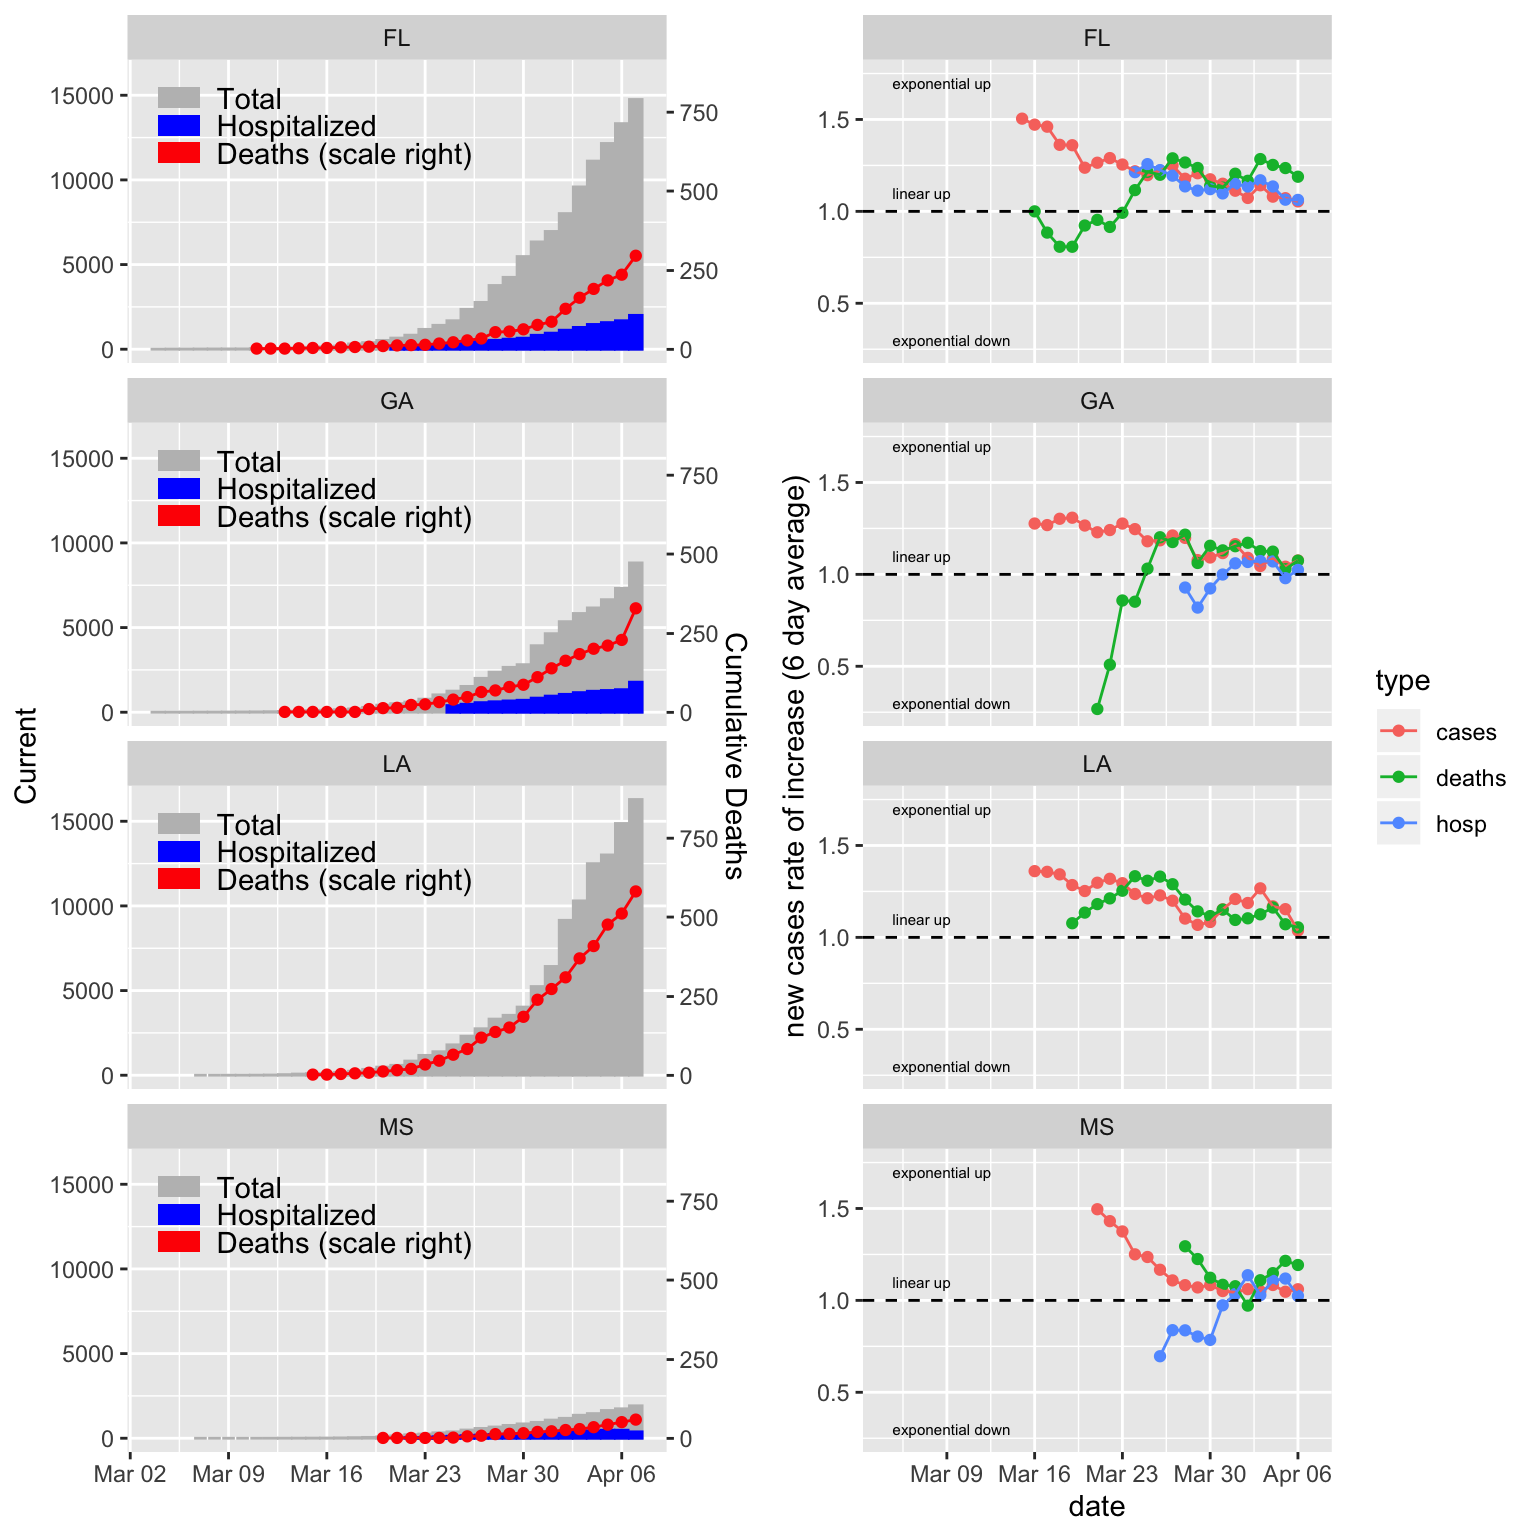 FL
15000
10000
5000
0
Total
Hospitalized
Deaths (scale right)
750
500
250
0
GA
15000
10000
5000
0
Total
Hospitalized
Deaths (scale right)
750
500
250
0
LA
15000
10000
5000
0
Total
Hospitalized
Deaths (scale right)
750
500
250
0
MS
15000
10000
5000
0
Total
Hospitalized
Deaths (scale right)
750
500
250
0
Mar 02 Mar 09 Mar 16 Mar 23 Mar 30 Apr 06
Current
Cumulative Deaths
FL
exponential up
linear up
exponential down
1.5
1.0
0.5
GA
exponential up
linear up
exponential down
1.5
1.0
0.5
LA
exponential up
linear up
exponential down
1.5
1.0
0.5
MS
exponential up
linear up
exponential down
1.5
1.0
0.5
Mar 09 Mar 16 Mar 23 Mar 30 Apr 06
date
new cases rate of increase (6 day average)
type
cases
deaths
hosp